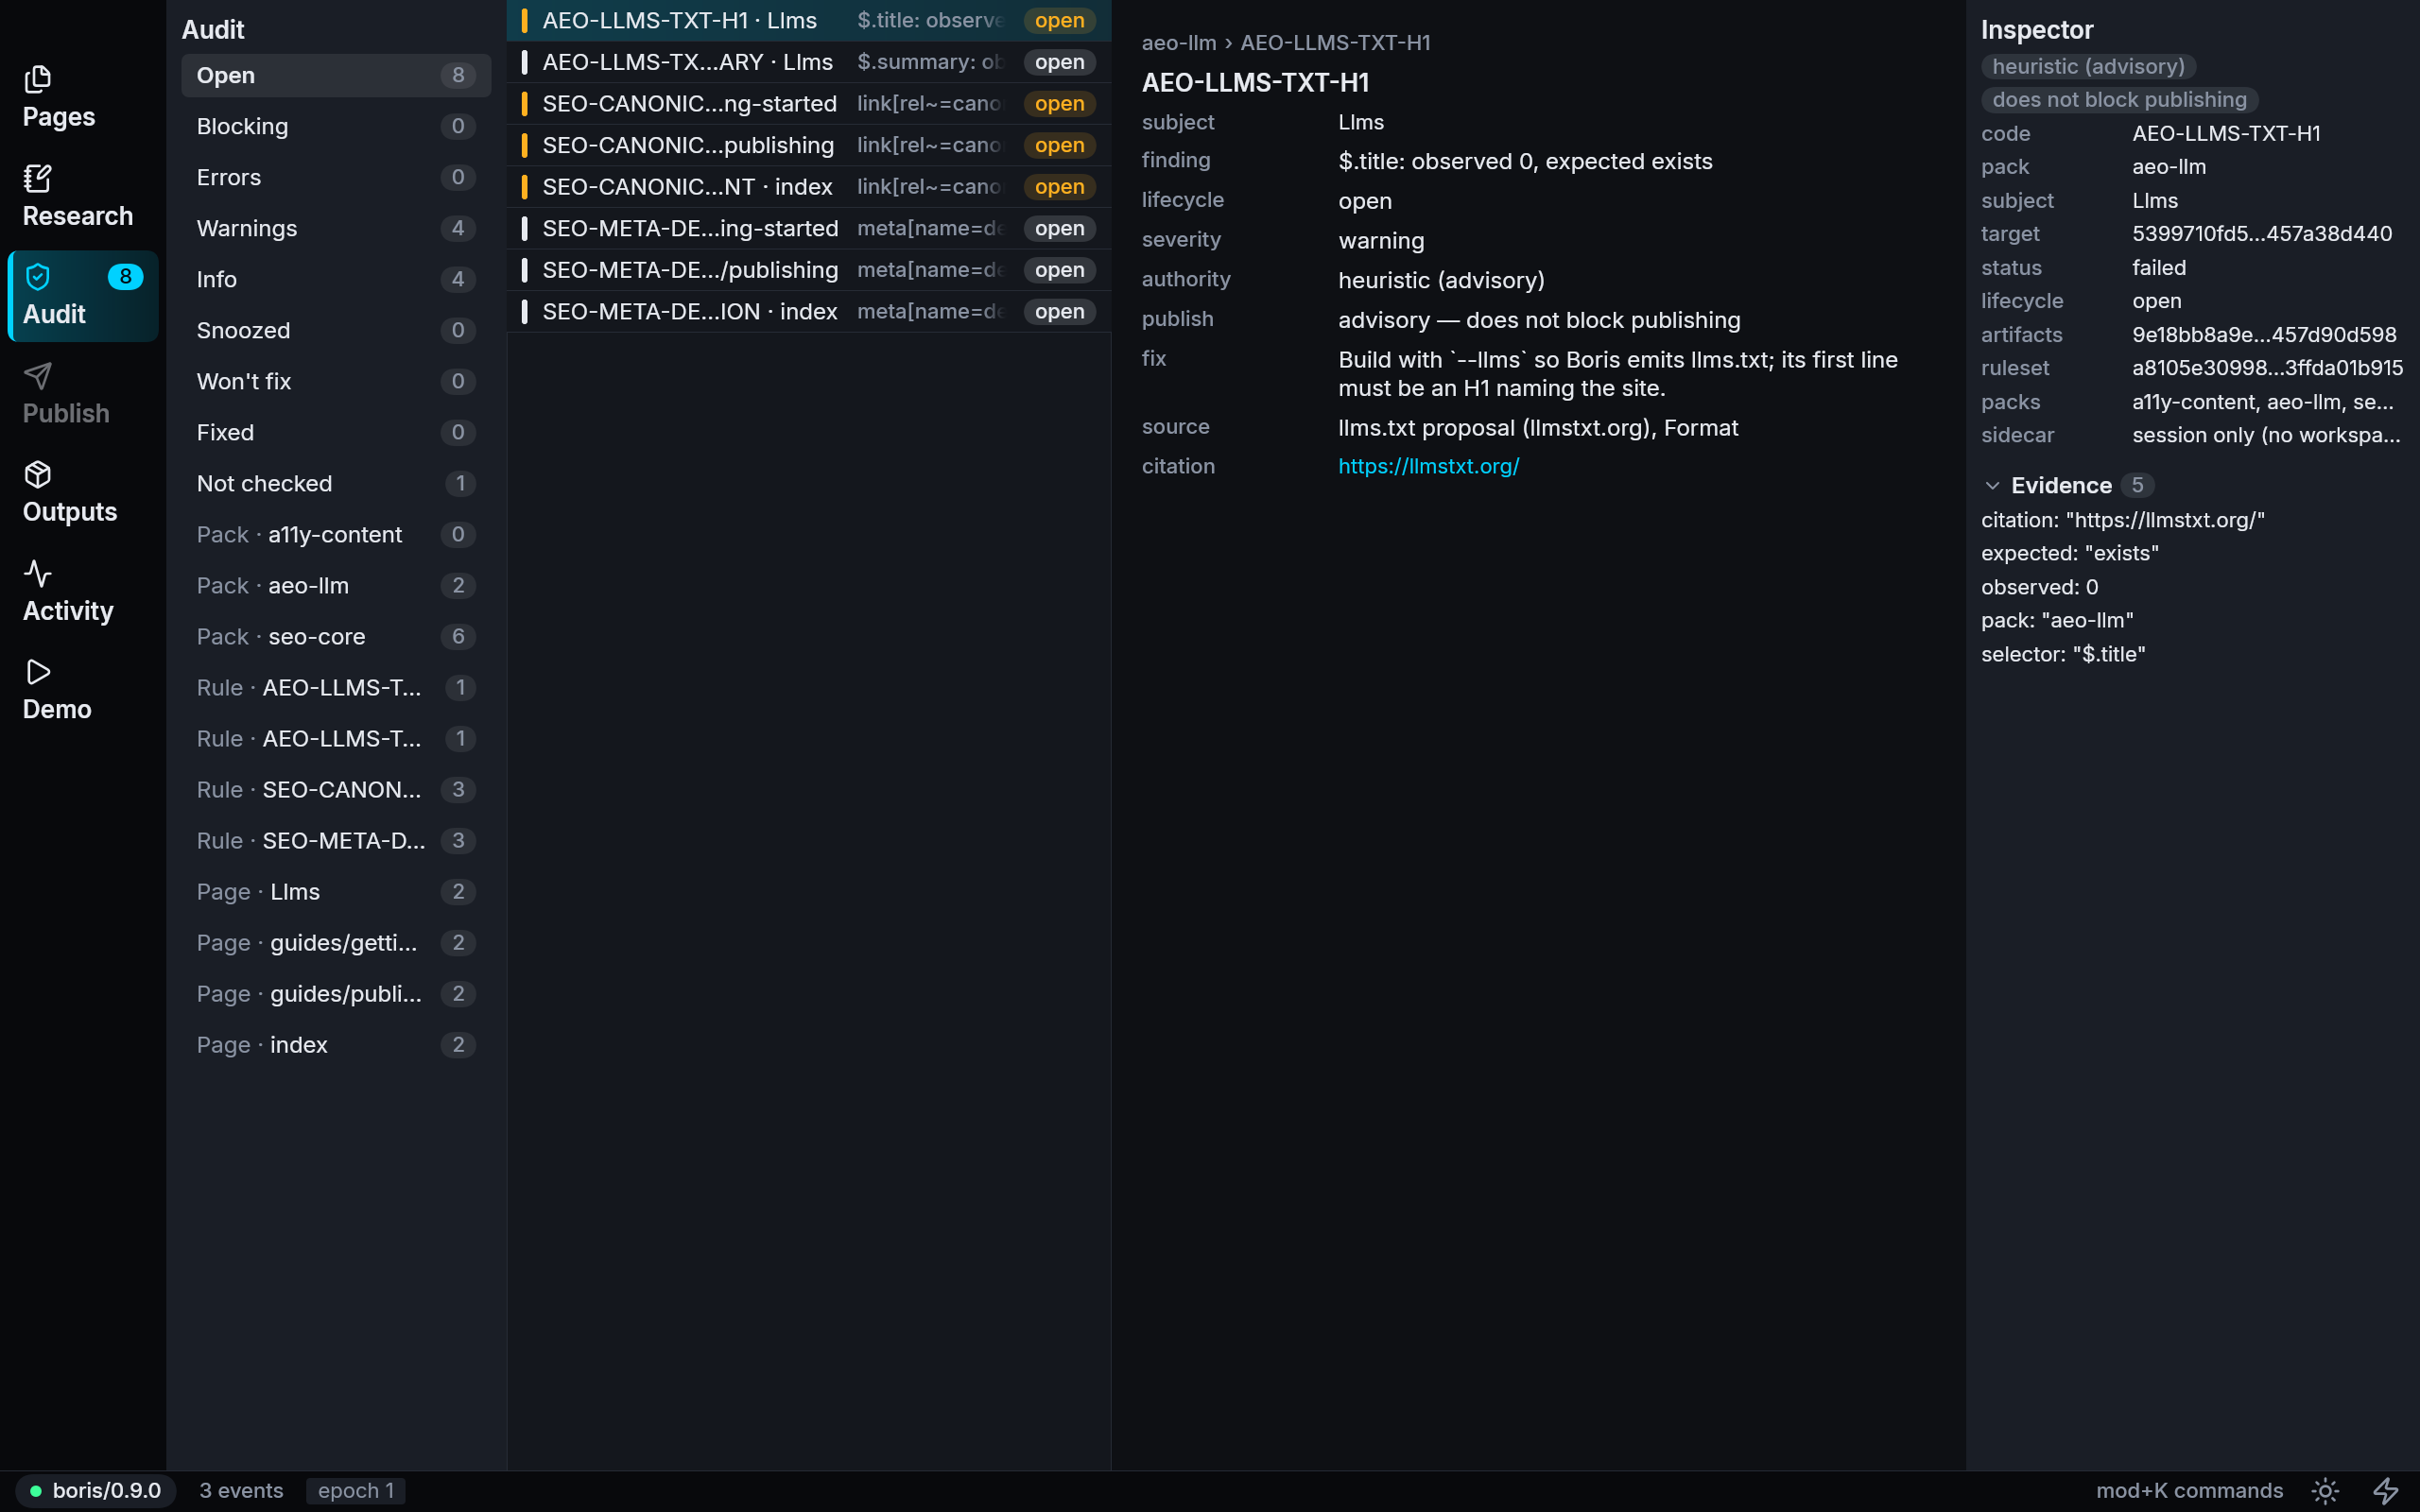 Pages
Research
8
Audit
Publish
Outputs
Activity
Demo
Audit
Open 8
Blocking 0
Errors 0
Warnings 4
Info 4
Snoozed 0
Won't fix 0
Fixed 0
Not checked 1
Pack · a11y-content 0
Pack · aeo-llm 2
Pack · seo-core 6
Rule · AEO-LLMS-T... 1
Rule · AEO-LLMS-T... 1
Rule · SEO-CANON... 3
Rule · SEO-META-D... 3
Page · Llms 2
Page · guides/getti... 2
Page · guides/publi... 2
Page · index 2
AEO-LLMS-TXT-H1 · Llms $.title: observe open
AEO-LLMS-TX...ARY · Llms $.summary: ob open
SEO-CANONIC...ng-started link[rel~=cano open
SEO-CANONIC...publishing link[rel~=cano open
SEO-CANONIC...NT · index link[rel~=cano open
SEO-META-DE...ing-started meta[name=de open
SEO-META-DE.../publishing meta[name=de open
SEO-META-DE...ION · index meta[name=de open
aeo-llm › AEO-LLMS-TXT-H1
AEO-LLMS-TXT-H1
subject Llms
finding $.title: observed 0, expected exists
lifecycle open
severity warning
authority heuristic (advisory)
publish advisory — does not block publishing
fix Build with `--llms` so Boris emits llms.txt; its first line
must be an H1 naming the site.
source llms.txt proposal (llmstxt.org), Format
citation https://llmstxt.org/
Inspector
heuristic (advisory)
does not block publishing
code AEO-LLMS-TXT-H1
pack aeo-llm
subject Llms
target 5399710fd5...457a38d440
status failed
lifecycle open
artifacts 9e18bb8a9e...457d90d598
ruleset a8105e30998...3ffda01b915
packs a11y-content, aeo-llm, se...
sidecar session only (no workspa...
Evidence 5
citation: "https://llmstxt.org/"
expected: "exists"
observed: 0
pack: "aeo-llm"
selector: "$.title"
boris/0.9.0 3 events epoch 1 mod+K commands